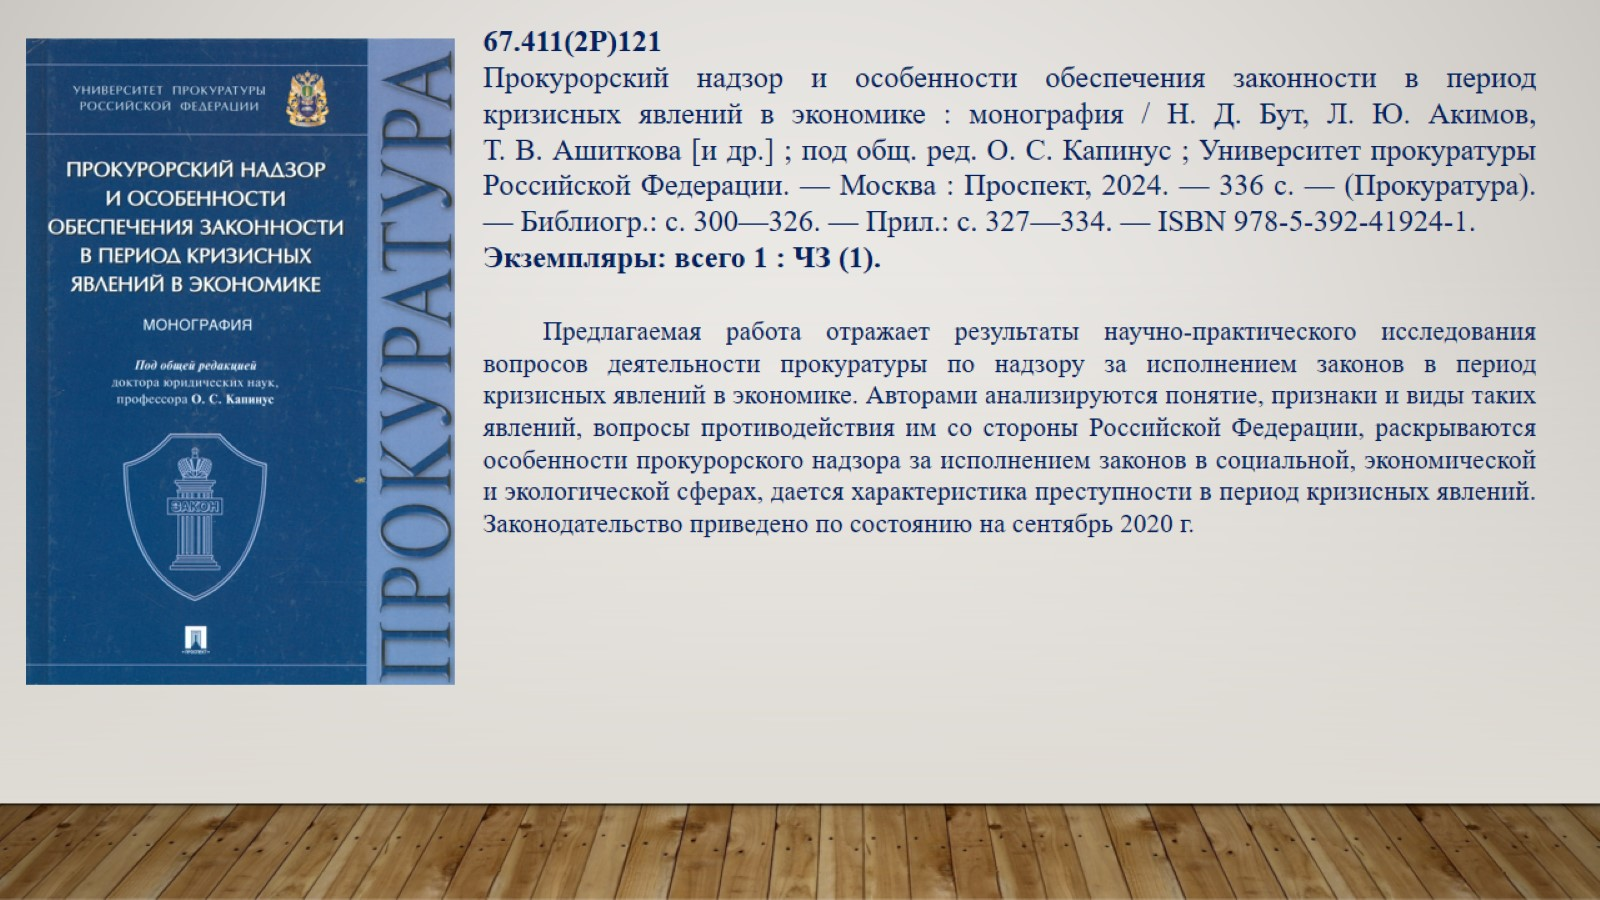 УНИВЕРСИТЕТ ПРОКУРАТУРЫ
РОССИЙСКОЙ ФЕДЕРАЦИИ
ПРОКУРОРСКИЙ НАДЗОР
И ОСОБЕННОСТИ
ОБЕСПЕЧЕНИЯ ЗАКОННОСТИ
В ПЕРИОД КРИЗИСНЫХ
ЯВЛЕНИЙ В ЭКОНОМИКЕ
МОНОГРАФИЯ
Под общей редакцией
доктора юридических наук,
профессора О. С. Капинус
ЗАКОН
ПРОСПЕКТ
ПРОКУРАТУРА
67.411(2Р)121
Прокурорский надзор и особенности обеспечения законности в период
кризисных явлений в экономике : монография / Н. Д. Бут, Л. Ю. Акимов,
Т. В. Ашиткова [и др.] ; под общ. ред. О. С. Капинус ; Университет прокуратуры
Российской Федерации. — Москва : Проспект, 2024. — 336 с. — (Прокуратура).
— Библиогр.: с. 300—326. — Прил.: с. 327—334. — ISBN 978-5-392-41924-1.
Экземпляры: всего 1 : ЧЗ (1).
Предлагаемая работа отражает результаты научно-практического исследования
вопросов деятельности прокуратуры по надзору за исполнением законов в период
кризисных явлений в экономике. Авторами анализируются понятие, признаки и виды таких
явлений, вопросы противодействия им со стороны Российской Федерации, раскрываются
особенности прокурорского надзора за исполнением законов в социальной, экономической
и экологической сферах, дается характеристика преступности в период кризисных явлений.
Законодательство приведено по состоянию на сентябрь 2020 г.